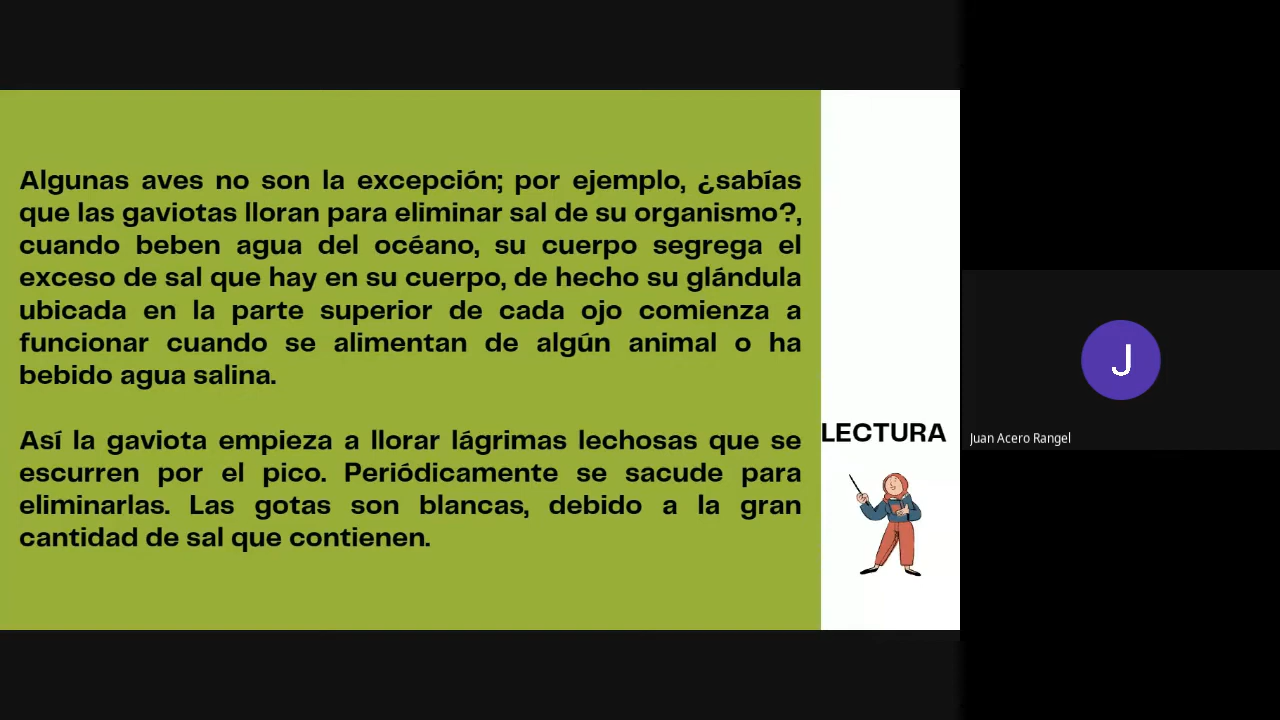 Algunas aves no son la excepción; por ejemplo, ¿sabías
que las gaviotas lloran para eliminar sal de su organismo?,
cuando beben agua del océano, su cuerpo segrega el
exceso de sal que hay en su cuerpo, de hecho su glándula
ubicada en la parte superior de cada ojo comienza a
funcionar cuando se alimentan de algún animal o ha
bebido agua salina.
Así la gaviota empieza a llorar lágrimas lechosas que se
escurren por el pico. Periódicamente se sacude para
eliminarlas. Las gotas son blancas, debido a la gran
cantidad de sal que contienen.
LECTURA
J
Juan Acero Rangel